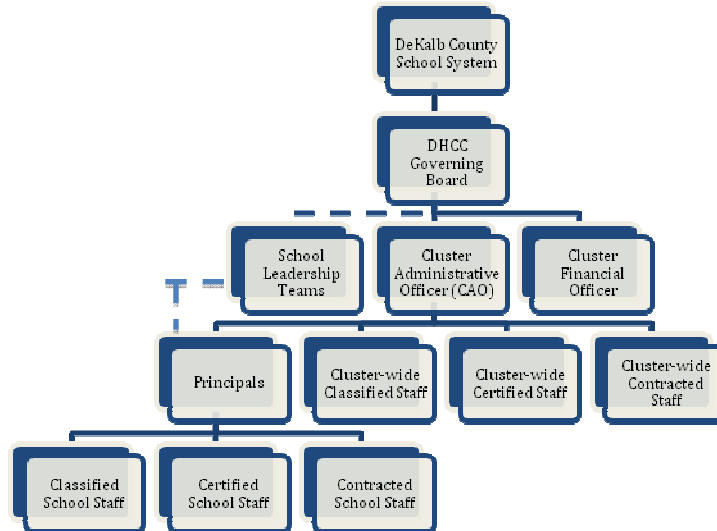 DeKalb County
School System
DHCC
Governing
Board
School
Leadership
Teams
Cluster
Administrative
Officer (CAO)
Cluster
Financial
Officer
Principals
Cluster-wide
Classified Staff
Cluster-wide
Certified Staff
Cluster-wide
Contracted
Staff
Classified
School Staff
Certified
School Staff
Contracted
School Staff